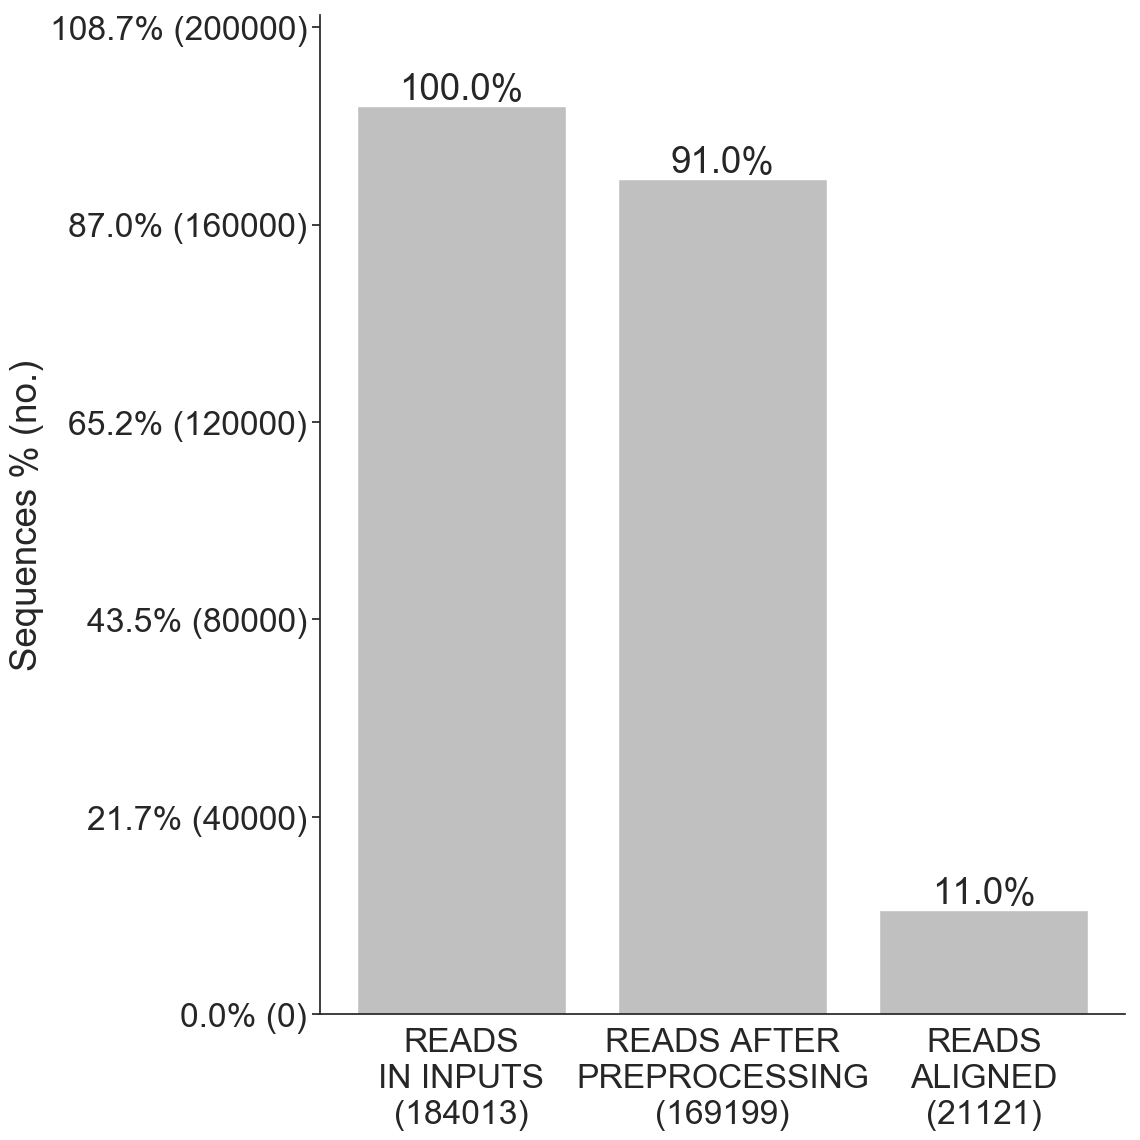 108.7% (200000)
87.0% (160000)
65.2% (120000)
43.5% (80000)
21.7% (40000)
0.0% (0)
Sequences % (no.)
100.0%
91.0%
11.0%
READS
IN INPUTS
(184013)
READS AFTER
PREPROCESSING
(169199)
READS
ALIGNED
(21121)